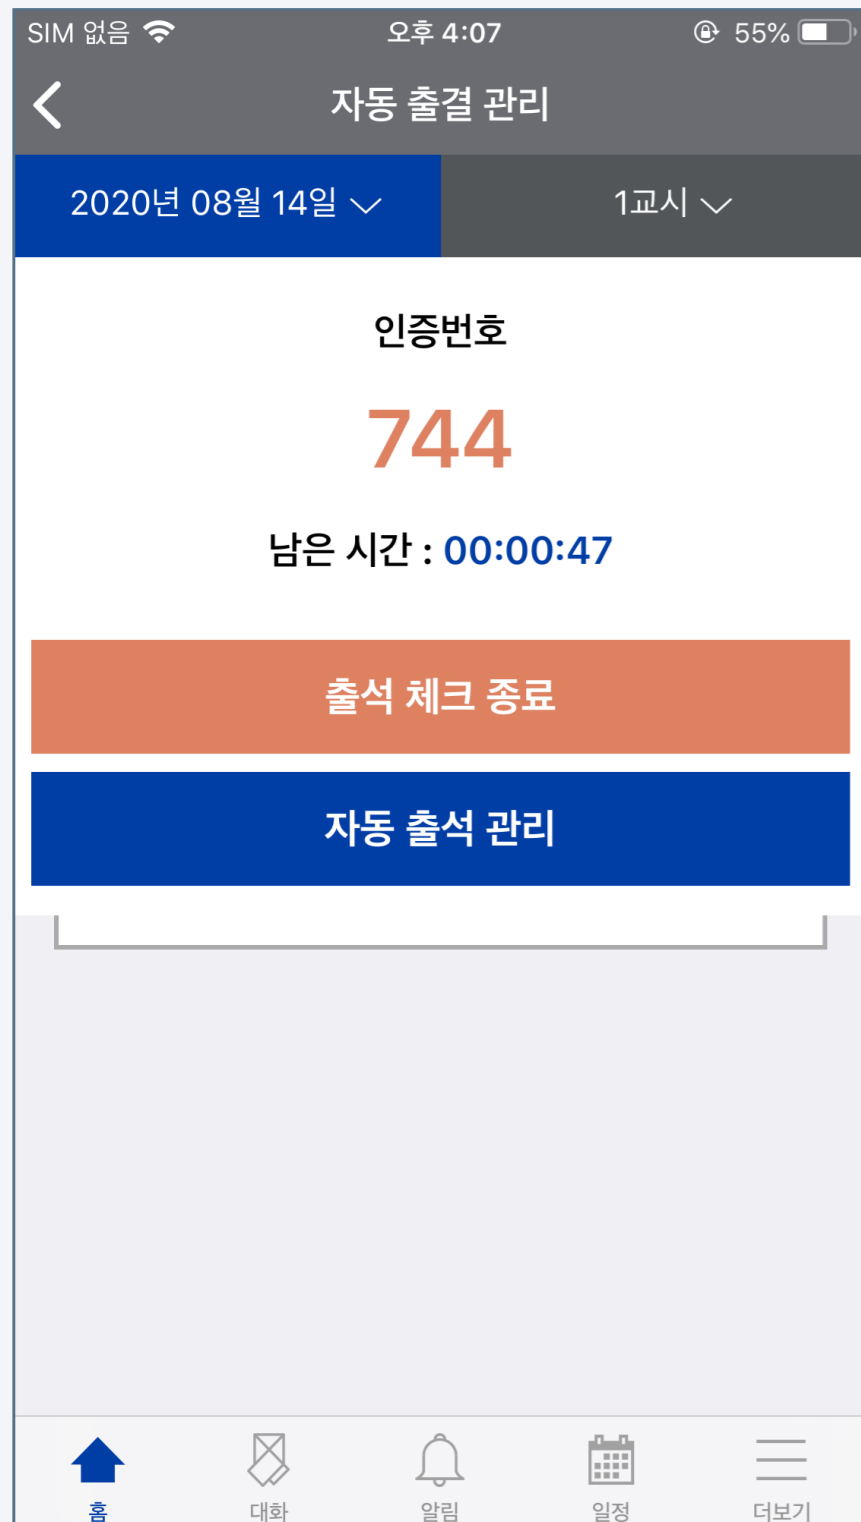 SIM 없음 오후 4:07 55%
자동 출결 관리
2020년 08월 14일 1교시
인증번호
744
남은 시간 : 00:00:47
출석 체크 종료
자동 출석 관리
홈 대화 알림 일정 더보기